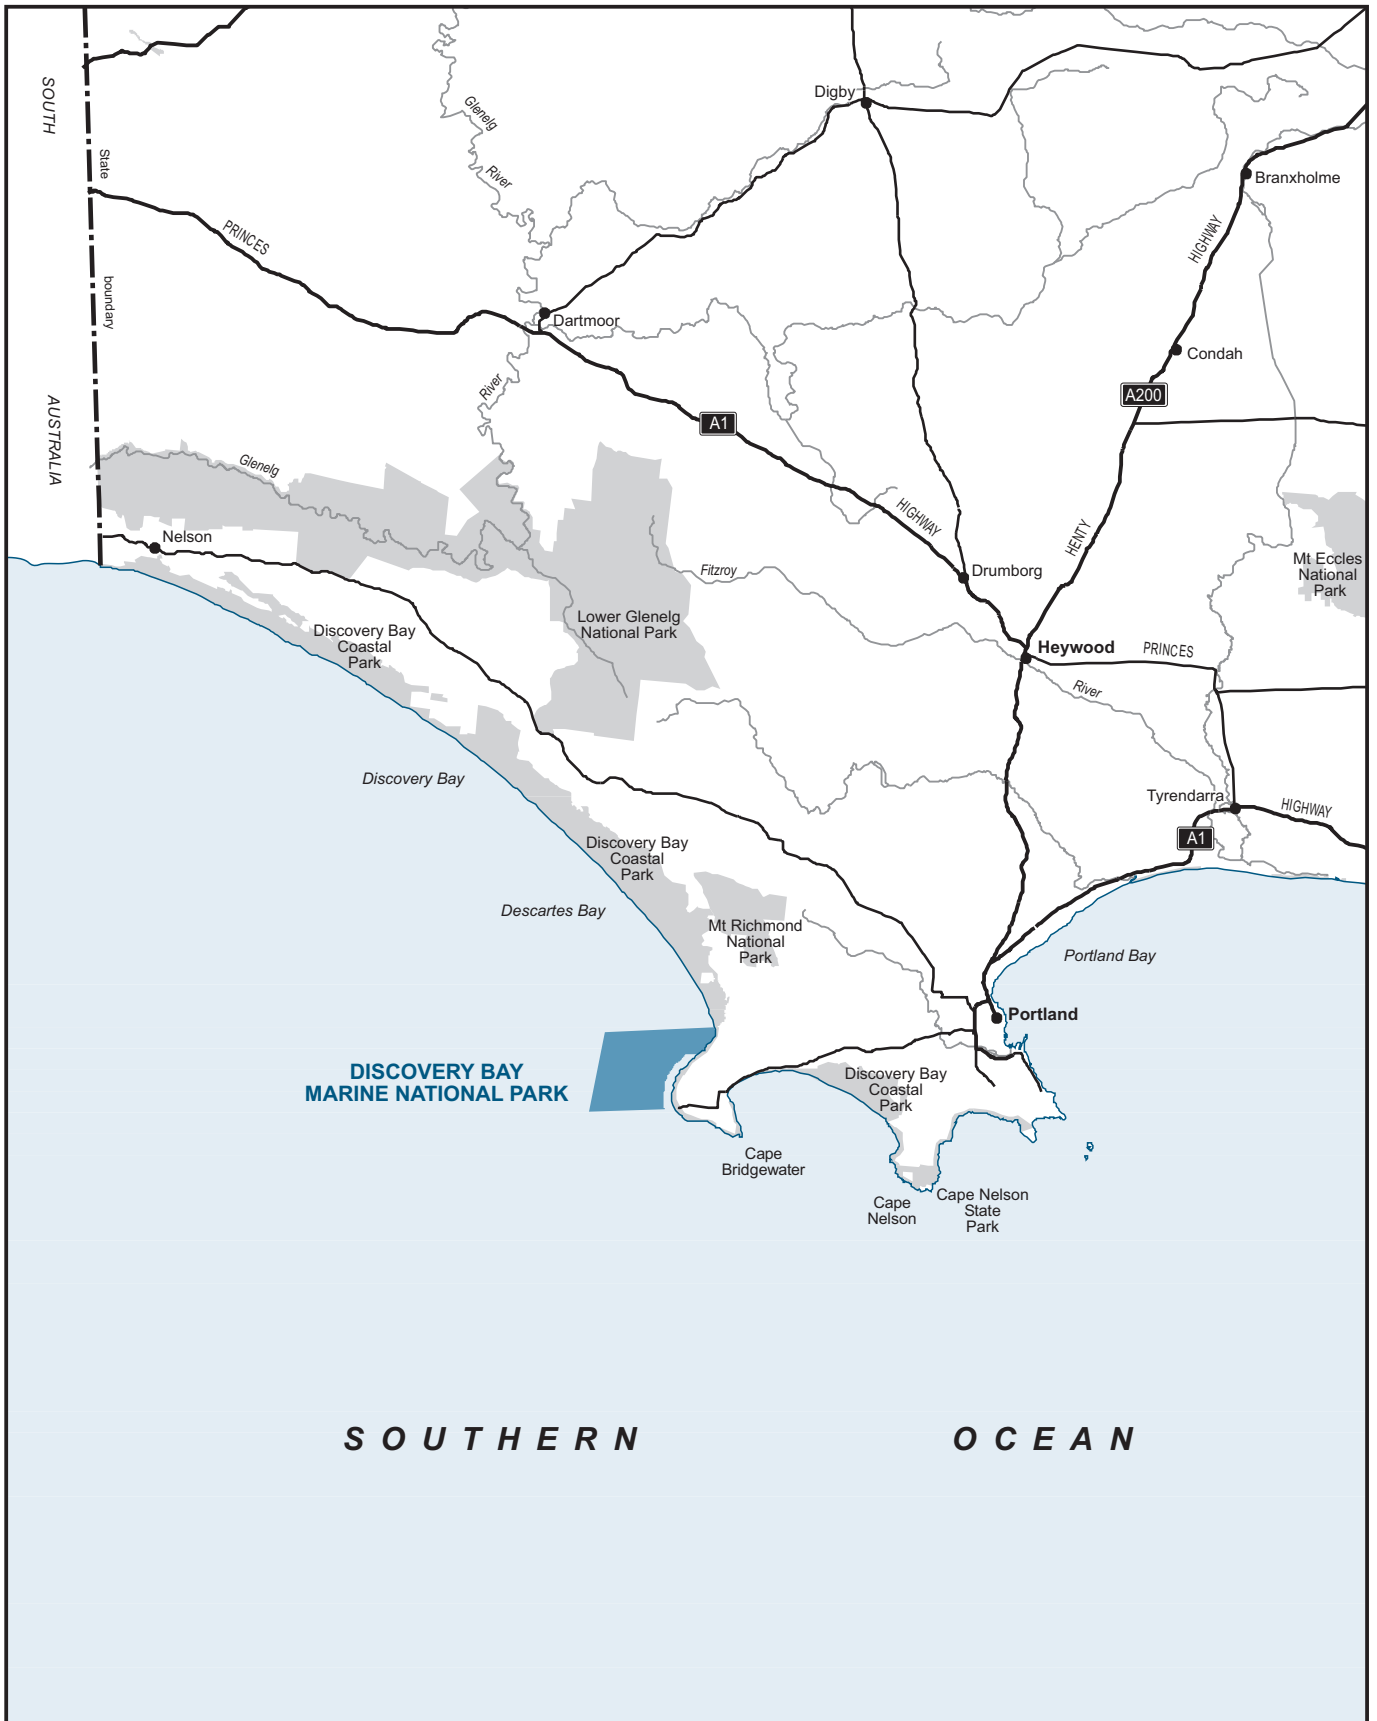 SOUTH
AUSTRALIA
State
boundary
Digby
Glenelg
River
Branxholme
PRINCES
HIGHWAY
Dartmoor
Condah
River
A200
A1
Glenelg
HIGHWAY
HENTY
Nelson
Mt Eccles
National
Park
Fitzroy
Drumborg
Lower Glenelg
National Park
Discovery Bay
Coastal
Park
Heywood
PRINCES
River
Discovery Bay
Tyrendarra
HIGHWAY
A1
Discovery Bay
Coastal
Park
Descartes Bay
Mt Richmond
National
Park
Portland Bay
Portland
DISCOVERY BAY
MARINE NATIONAL PARK
Discovery Bay
Coastal
Park
Cape
Bridgewater
Cape
Nelson
Cape Nelson
State
Park
SOUTHERN OCEAN